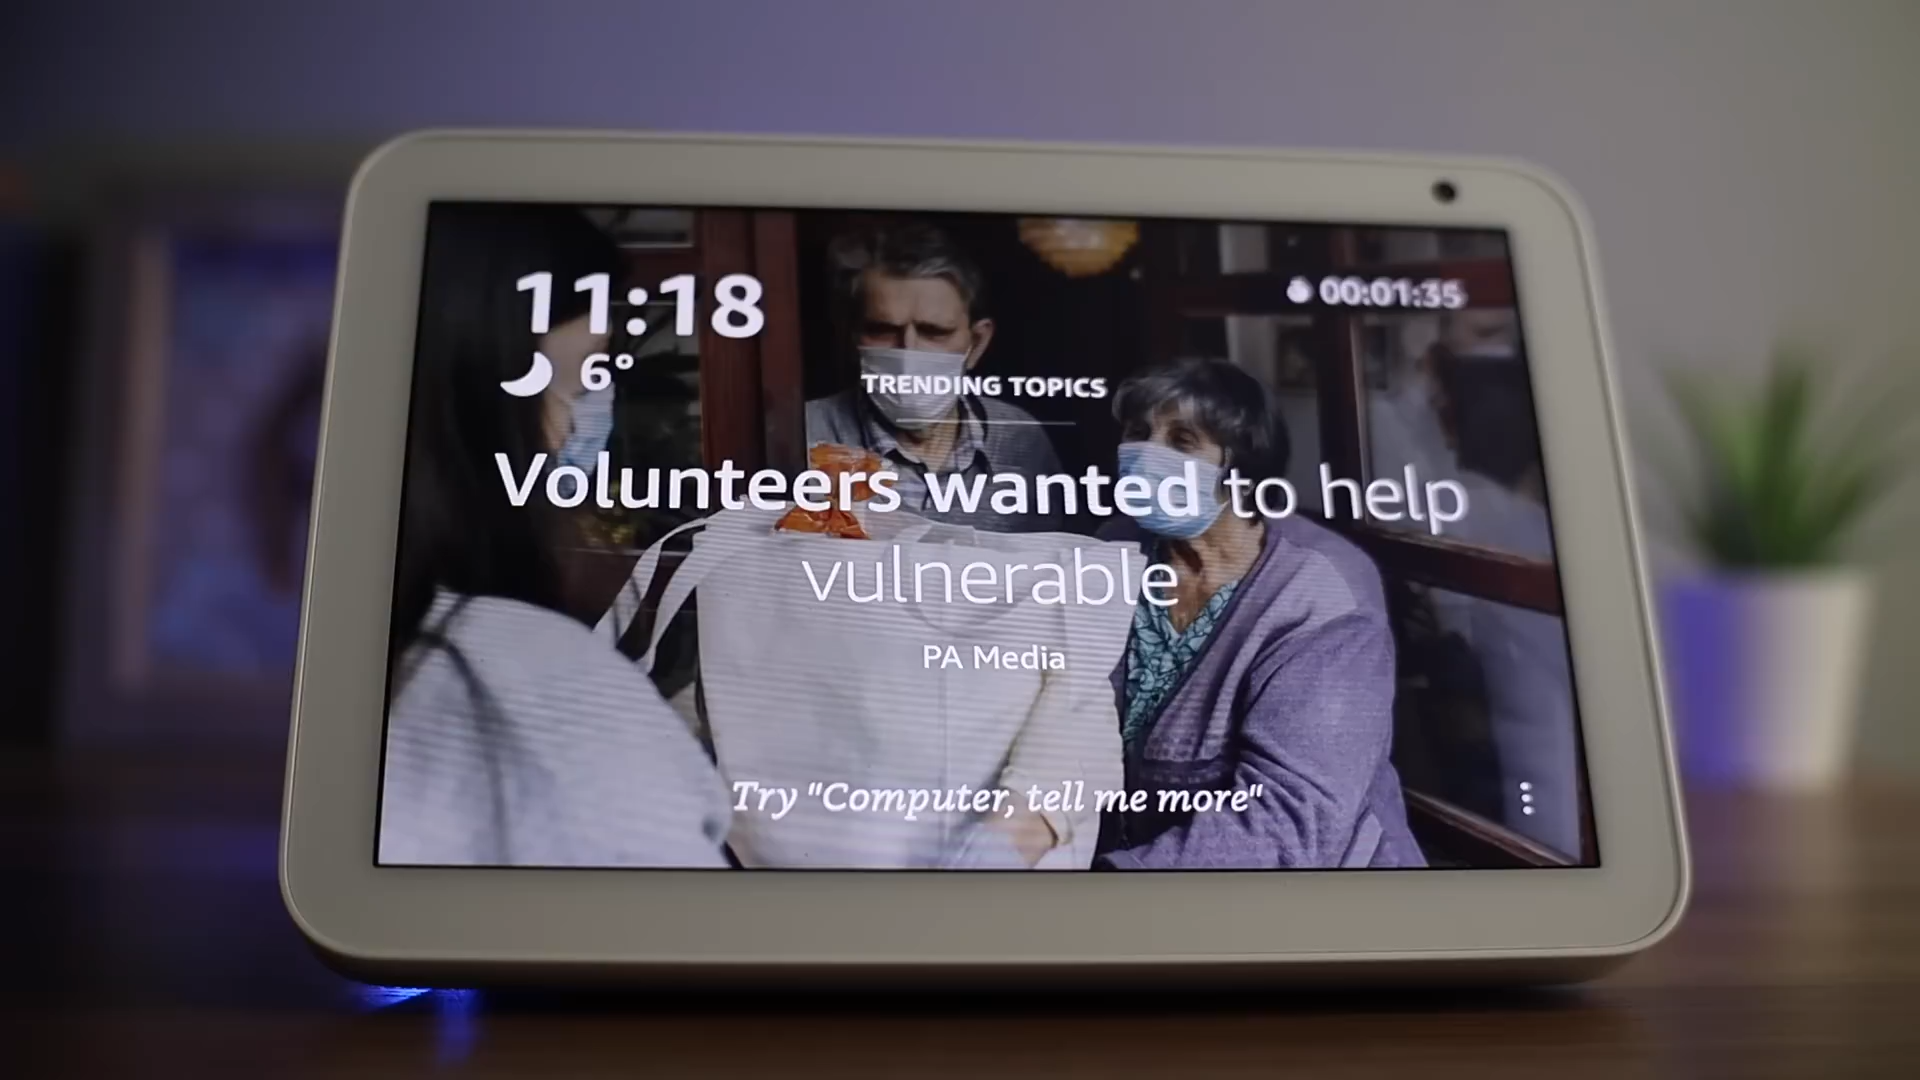 11:18
00:01:35
6°
TRENDING TOPICS
Volunteers wanted to help
vulnerable
PA Media
Try "Computer, tell me more"